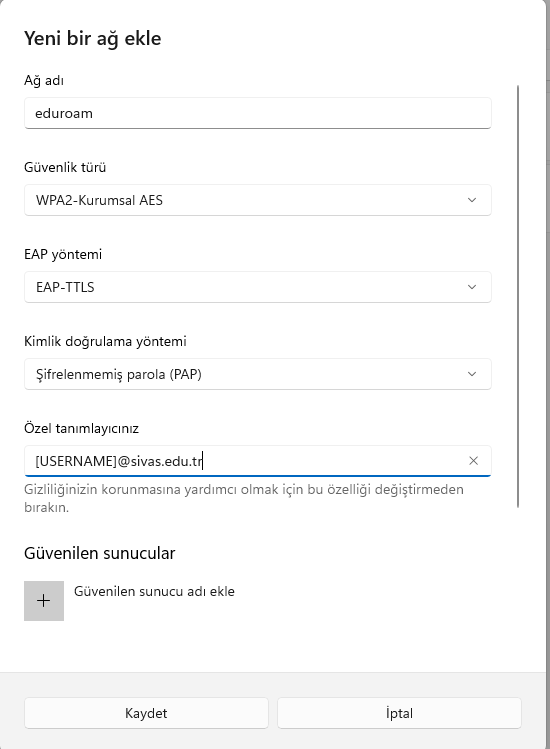 Yeni bir ağ ekle
Ağ adı
eduroam
Güvenlik türü
WPA2-Kurumsal AES
EAP yöntemi
EAP-TTLS
Kimlik doğrulama yöntemi
Şifrelenmemiş parola (PAP)
Özel tanımlayıcınız
[USERNAME]@sivas.edu.tr
Gizliliğinizin korunmasına yardımcı olmak için bu özelliği değiştirmeden
bırakın.
Güvenilen sunucular
Güvenilen sunucu adı ekle
Kaydet
İptal